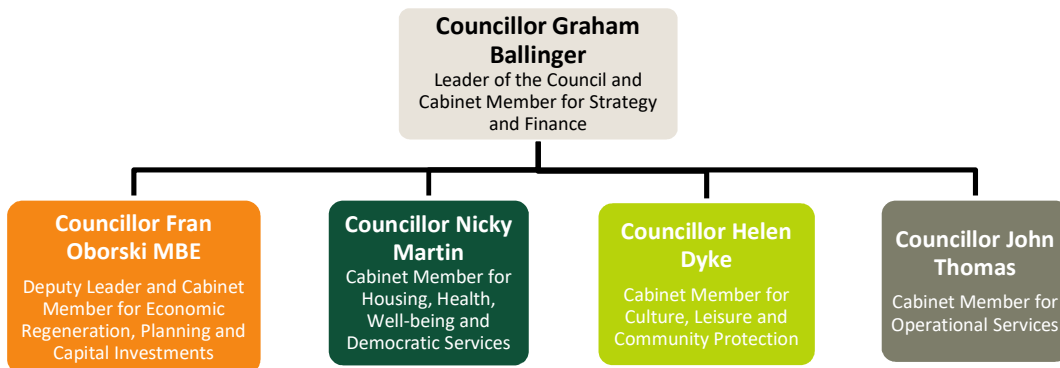 Councillor Graham
Ballinger
Leader of the Council and
Cabinet Member for Strategy
and Finance
Councillor Fran
Oborski MBE
Deputy Leader and Cabinet
Member for Economic
Regeneration, Planning and
Capital Investments
Councillor Nicky
Martin
Cabinet Member for
Housing, Health,
Well-being and
Democratic Services
Councillor Helen
Dyke
Cabinet Member for
Culture, Leisure and
Community Protection
Councillor John
Thomas
Cabinet Member for
Operational Services